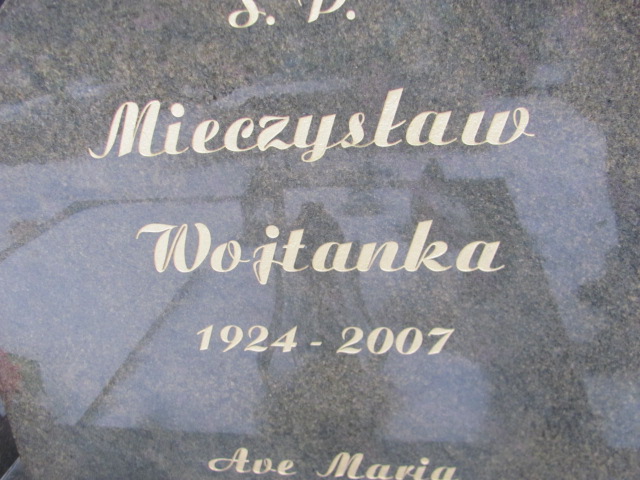 Ś. P.
Mieczysław
Wojtanka
1924 - 2007
Ave Maria